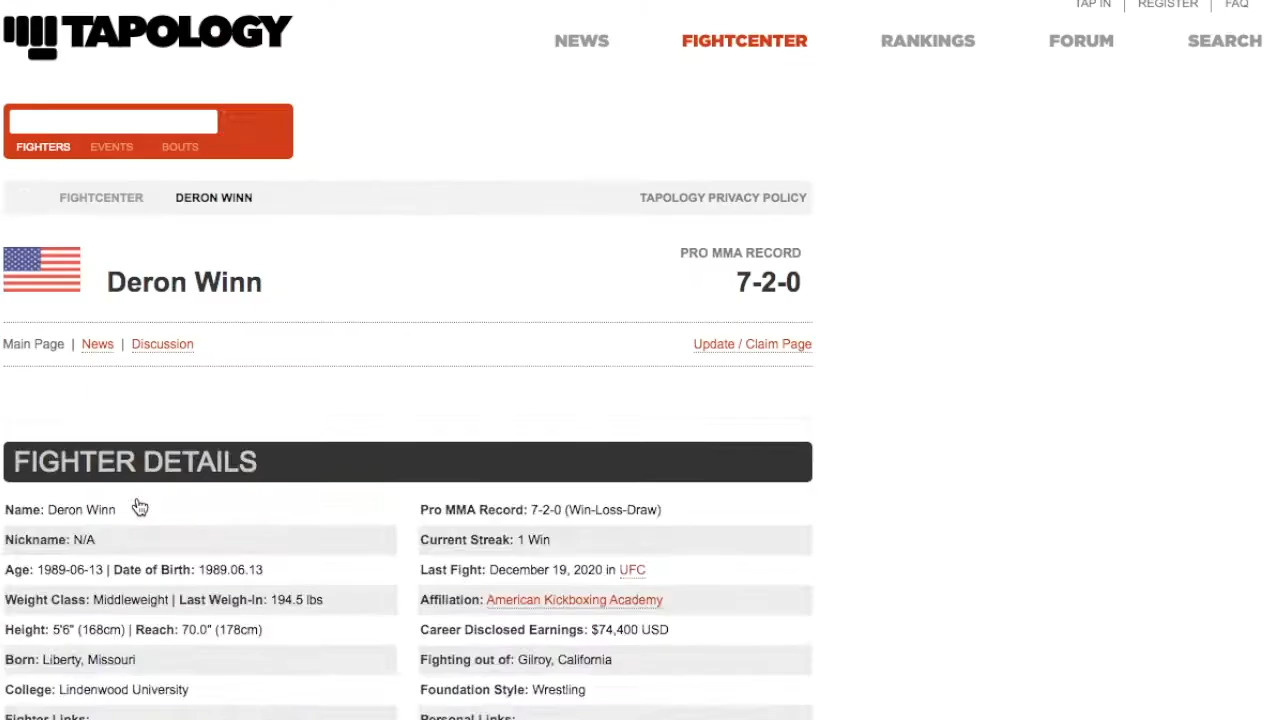 TAP IN | REGISTER | FAQ
TAPOLOGY
NEWS FIGHTCENTER RANKINGS FORUM SEARCH
FIGHTERS EVENTS BOUTS
FIGHTCENTER DERON WINN TAPOLOGY PRIVACY POLICY
PRO MMA RECORD
Deron Winn 7-2-0
Main Page | News | Discussion Update / Claim Page
FIGHTER DETAILS
Name: Deron Winn Pro MMA Record: 7-2-0 (Win-Loss-Draw)
Nickname: N/A Current Streak: 1 Win
Age: 1989-06-13 | Date of Birth: 1989.06.13 Last Fight: December 19, 2020 in UFC
Weight Class: Middleweight | Last Weigh-In: 194.5 lbs Affiliation: American Kickboxing Academy
Height: 5'6" (168cm) | Reach: 70.0" (178cm) Career Disclosed Earnings: $74,400 USD
Born: Liberty, Missouri Fighting out of: Gilroy, California
College: Lindenwood University Foundation Style: Wrestling
Fighter Links: Personal Links: